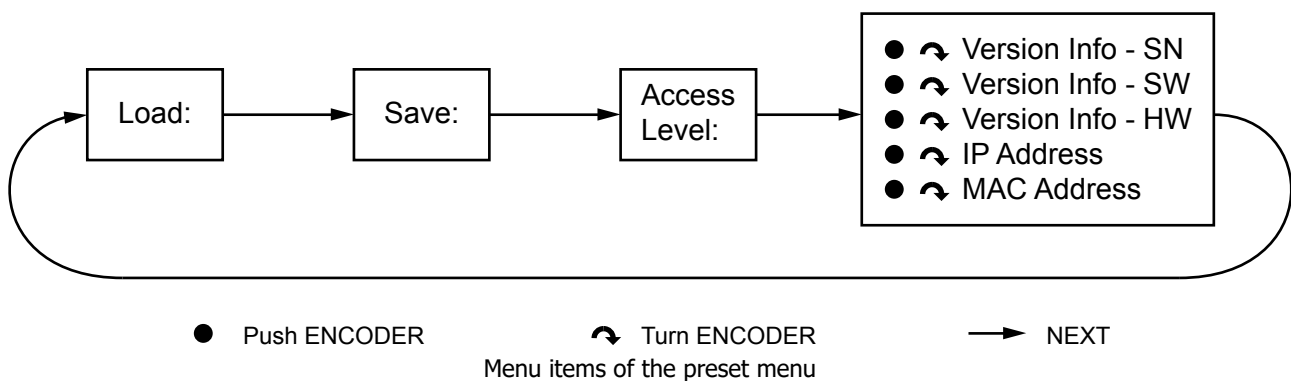 Load:
Save:
Access
Level:
Version Info - SN
Version Info - SW
Version Info - HW
IP Address
MAC Address
Push ENCODER
Turn ENCODER
NEXT
Menu items of the preset menu